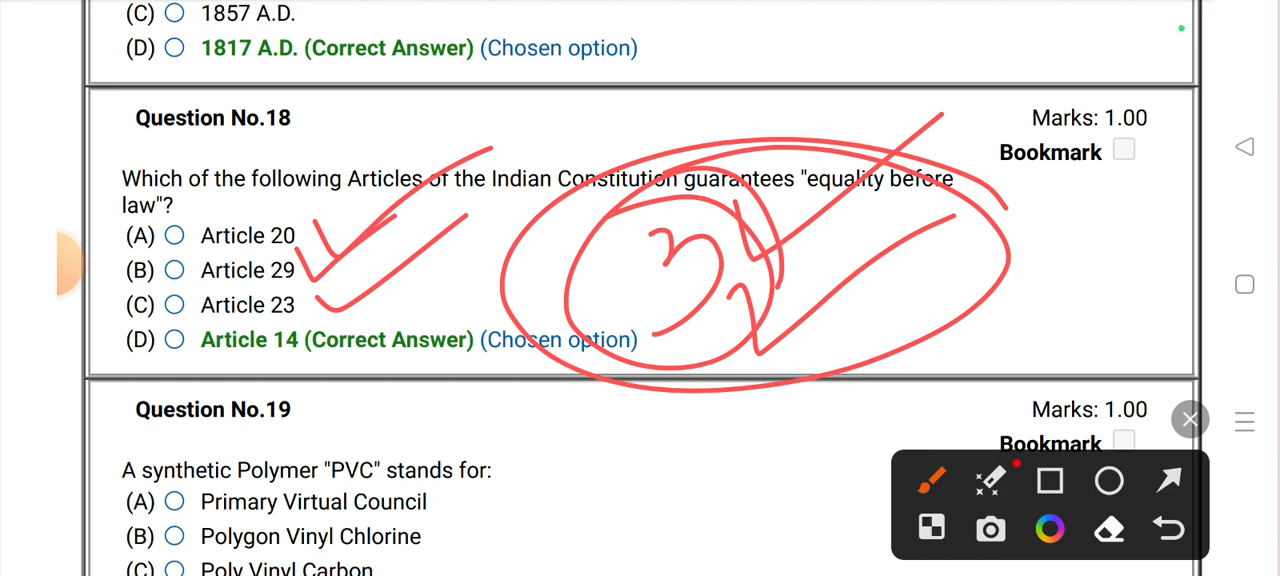 (C) 1857 A.D.
(D) 1817 A.D. (Correct Answer) (Chosen option)
Question No.18
Marks: 1.00
Bookmark
Which of the following Articles of the Indian Constitution guarantees "equality before
law"?
(A) Article 20
(B) Article 29
(C) Article 23
(D) Article 14 (Correct Answer) (Chosen option)
3
Question No.19
Marks: 1.00
Bookmark
A synthetic Polymer "PVC" stands for:
(A) Primary Virtual Council
(B) Polygon Vinyl Chlorine
(C) Poly Vinyl Carbon